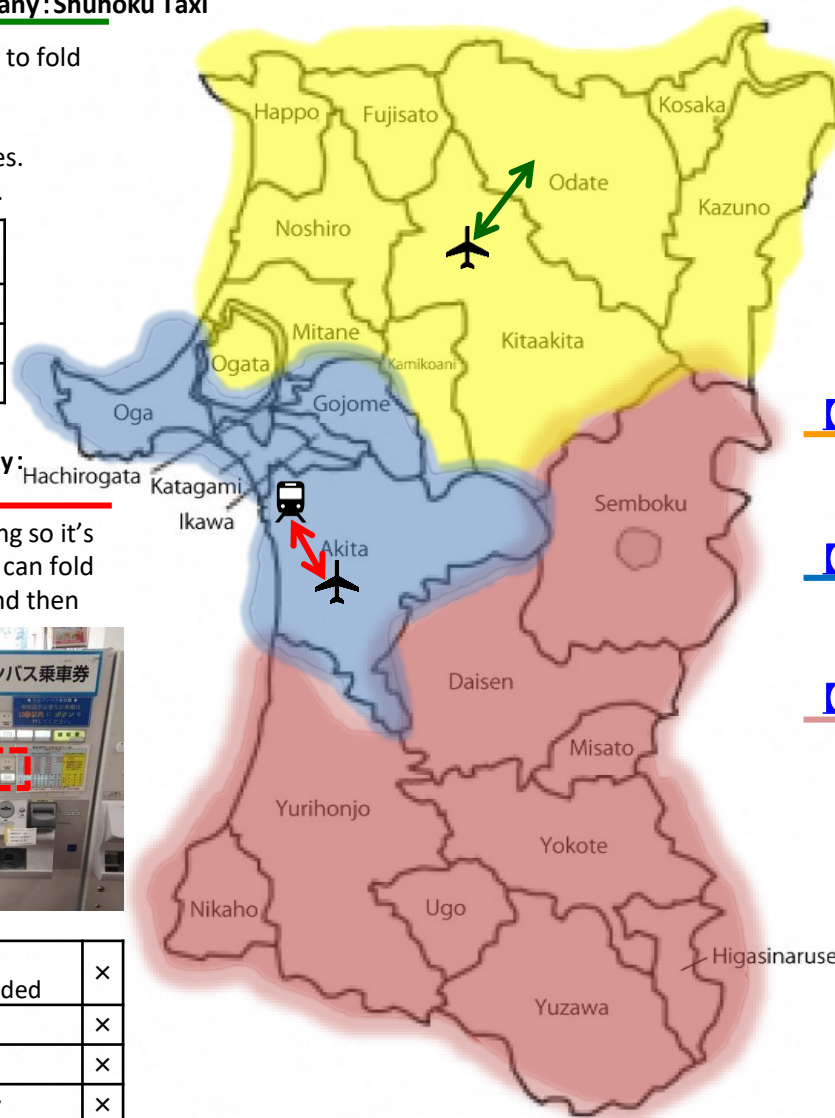 any:Shuhoku Taxi
to fold
es.
y:
ng so it's
can fold
nd then
ンバス乗車券
×
ded
×
×
×
Happo
Fujisato
Kosaka
Odate
Kazuno
Noshiro
Mitane
Kitaakita
Ogata
Kamikoani
Oga
Gojome
Hachirogata
Katagami
Ikawa
Akita
Semboku
Daisen
Misato
Yurihonjo
Yokote
Nikaho
Ugo
Higasinaruse
Yuzawa
【
【
【